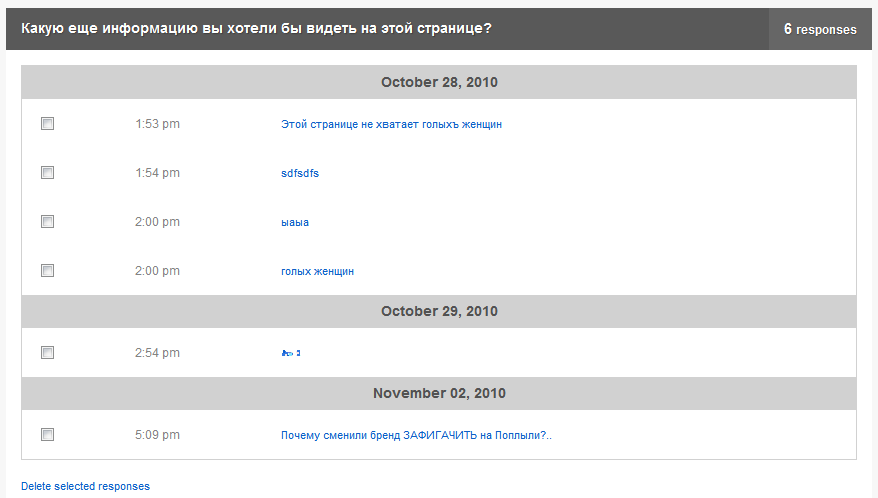 Какую еще информацию вы хотели бы видеть на этой странице?
6 responses
October 28, 2010
1:53 pm Этой странице не хватает голыхъ женщин
1:54 pm sdfsdfs
2:00 pm ыаыа
2:00 pm голых женщин
October 29, 2010
2:54 pm
November 02, 2010
5:09 pm Почему сменили бренд ЗАФИГАЧИТЬ на Поплыли?..
Delete selected responses